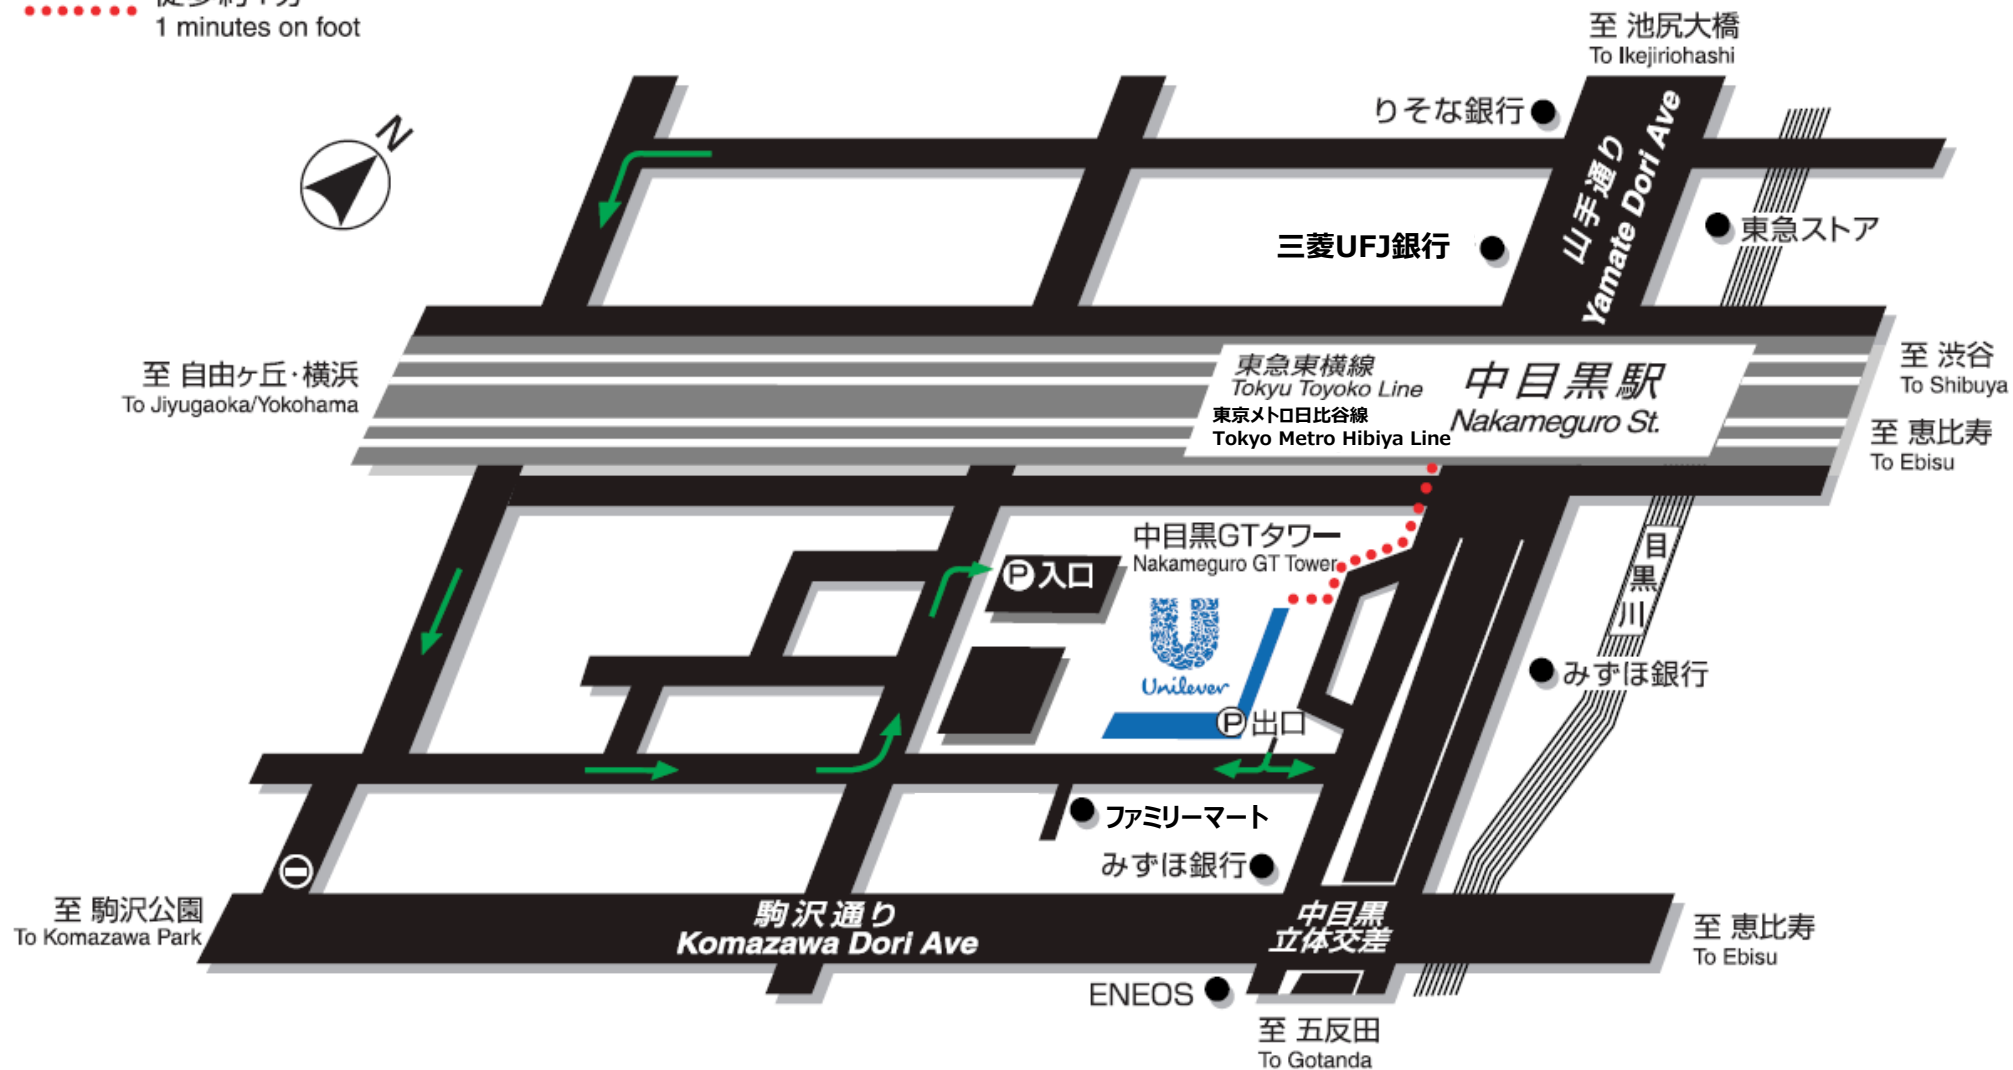 1 minutes on foot
至 池尻大橋
To Ikejiriohashi
N
りそな銀行
山手通り
Yamate Dori Ave
三菱UFJ銀行
東急ストア
至 自由ヶ丘・横浜
To Jiyugaoka/Yokohama
東急東横線
Tokyu Toyoko Line
東京メトロ日比谷線
Tokyo Metro Hibiya Line
中目黒駅
Nakameguro St.
至 渋谷
To Shibuya
至 恵比寿
To Ebisu
中目黒GTタワー
Nakameguro GT Tower
P入口
Unilever
P出口
目黒川
みずほ銀行
ファミリーマート
みずほ銀行
至 駒沢公園
To Komazawa Park
駒沢通り
Komazawa Dori Ave
中目黒
立体交差
至 恵比寿
To Ebisu
ENEOS
至 五反田
To Gotanda